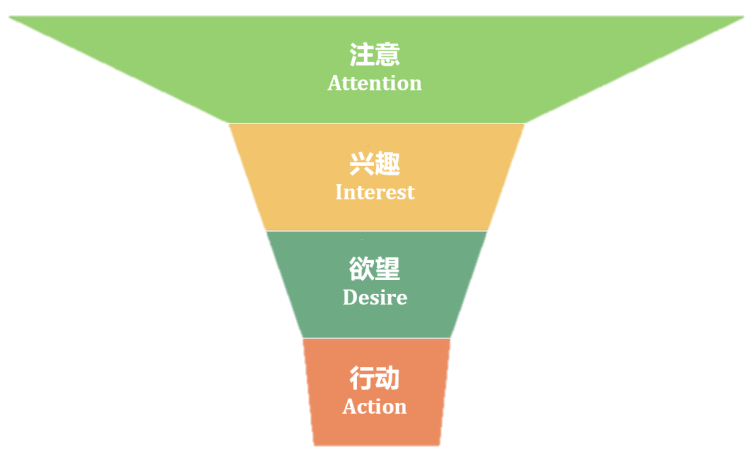 注意
Attention
兴趣
Interest
欲望
Desire
行动
Action